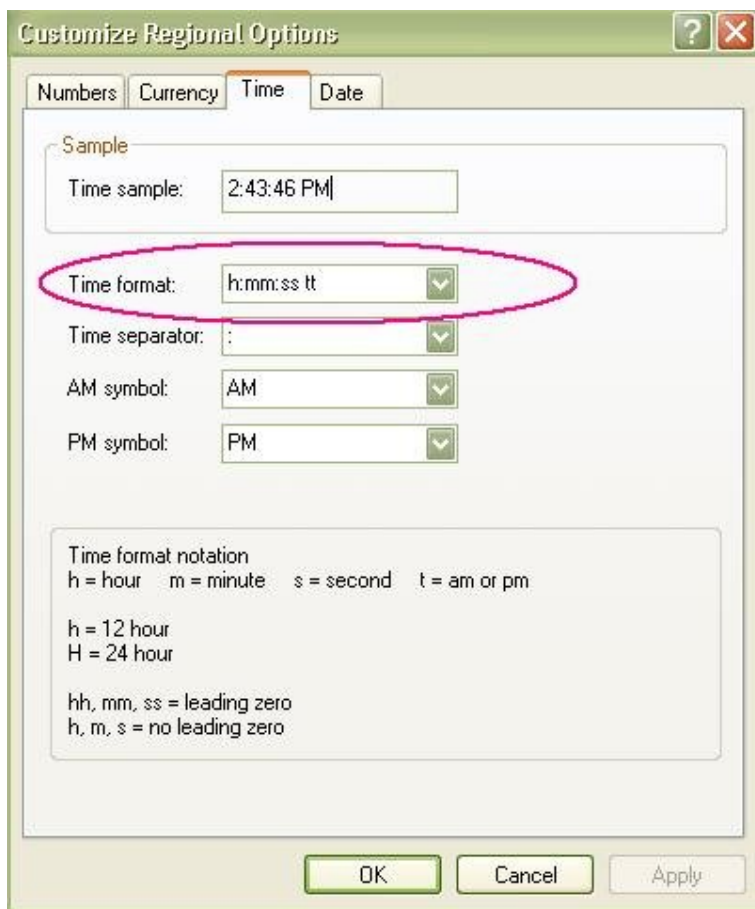 Customize Regional Options
Numbers Currency Time Date
Sample
Time sample: 2:43:46 PM
Time format: h:mm:ss tt
Time separator: :
AM symbol: AM
PM symbol: PM
Time format notation
h = hour m = minute s = second t = am or pm
h = 12 hour
H = 24 hour
hh, mm, ss = leading zero
h, m, s = no leading zero
OK Cancel Apply